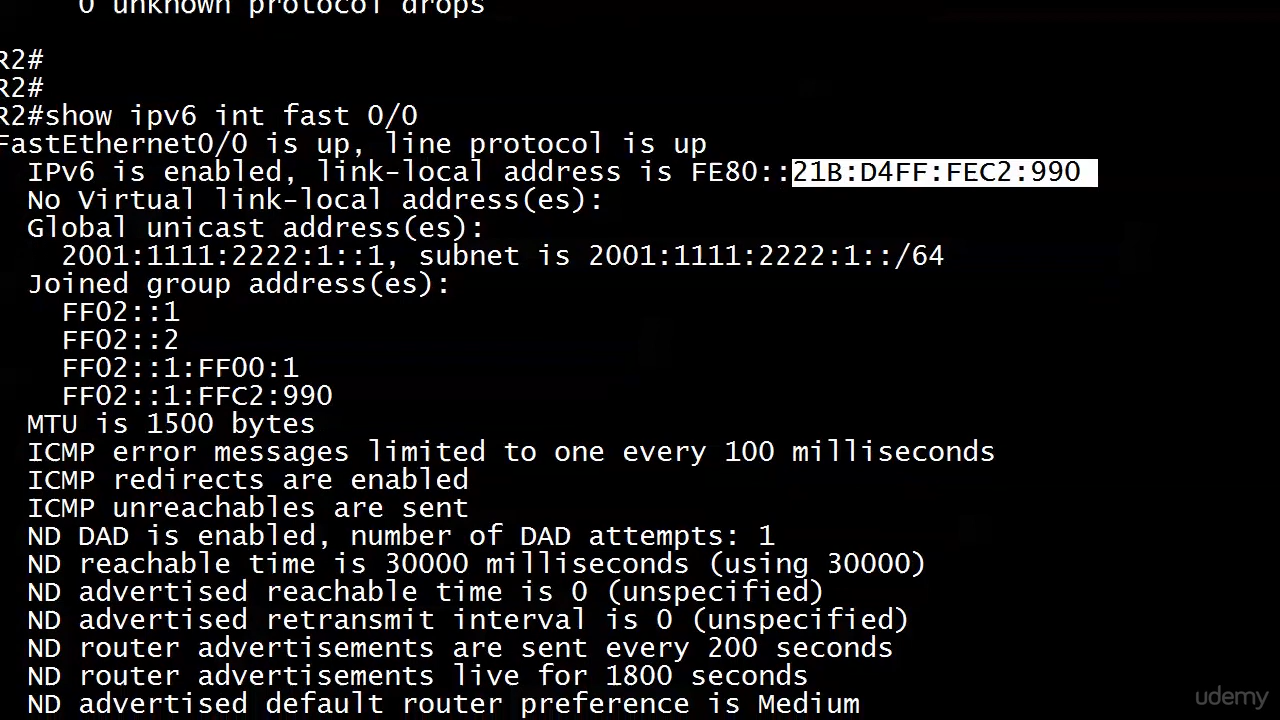 0 unknown protocol drops
R2#
R2#
R2#show ipv6 int fast 0/0
FastEthernet0/0 is up, line protocol is up
IPv6 is enabled, link-local address is FE80::21B:D4FF:FEC2:990
No Virtual link-local address(es):
Global unicast address(es):
2001:1111:2222:1::1, subnet is 2001:1111:2222:1::/64
Joined group address(es):
FF02::1
FF02::2
FF02::1:FF00:1
FF02::1:FFC2:990
MTU is 1500 bytes
ICMP error messages limited to one every 100 milliseconds
ICMP redirects are enabled
ICMP unreachables are sent
ND DAD is enabled, number of DAD attempts: 1
ND reachable time is 30000 milliseconds (using 30000)
ND advertised reachable time is 0 (unspecified)
ND advertised retransmit interval is 0 (unspecified)
ND router advertisements are sent every 200 seconds
ND router advertisements live for 1800 seconds
ND advertised default router preference is Medium
udemy